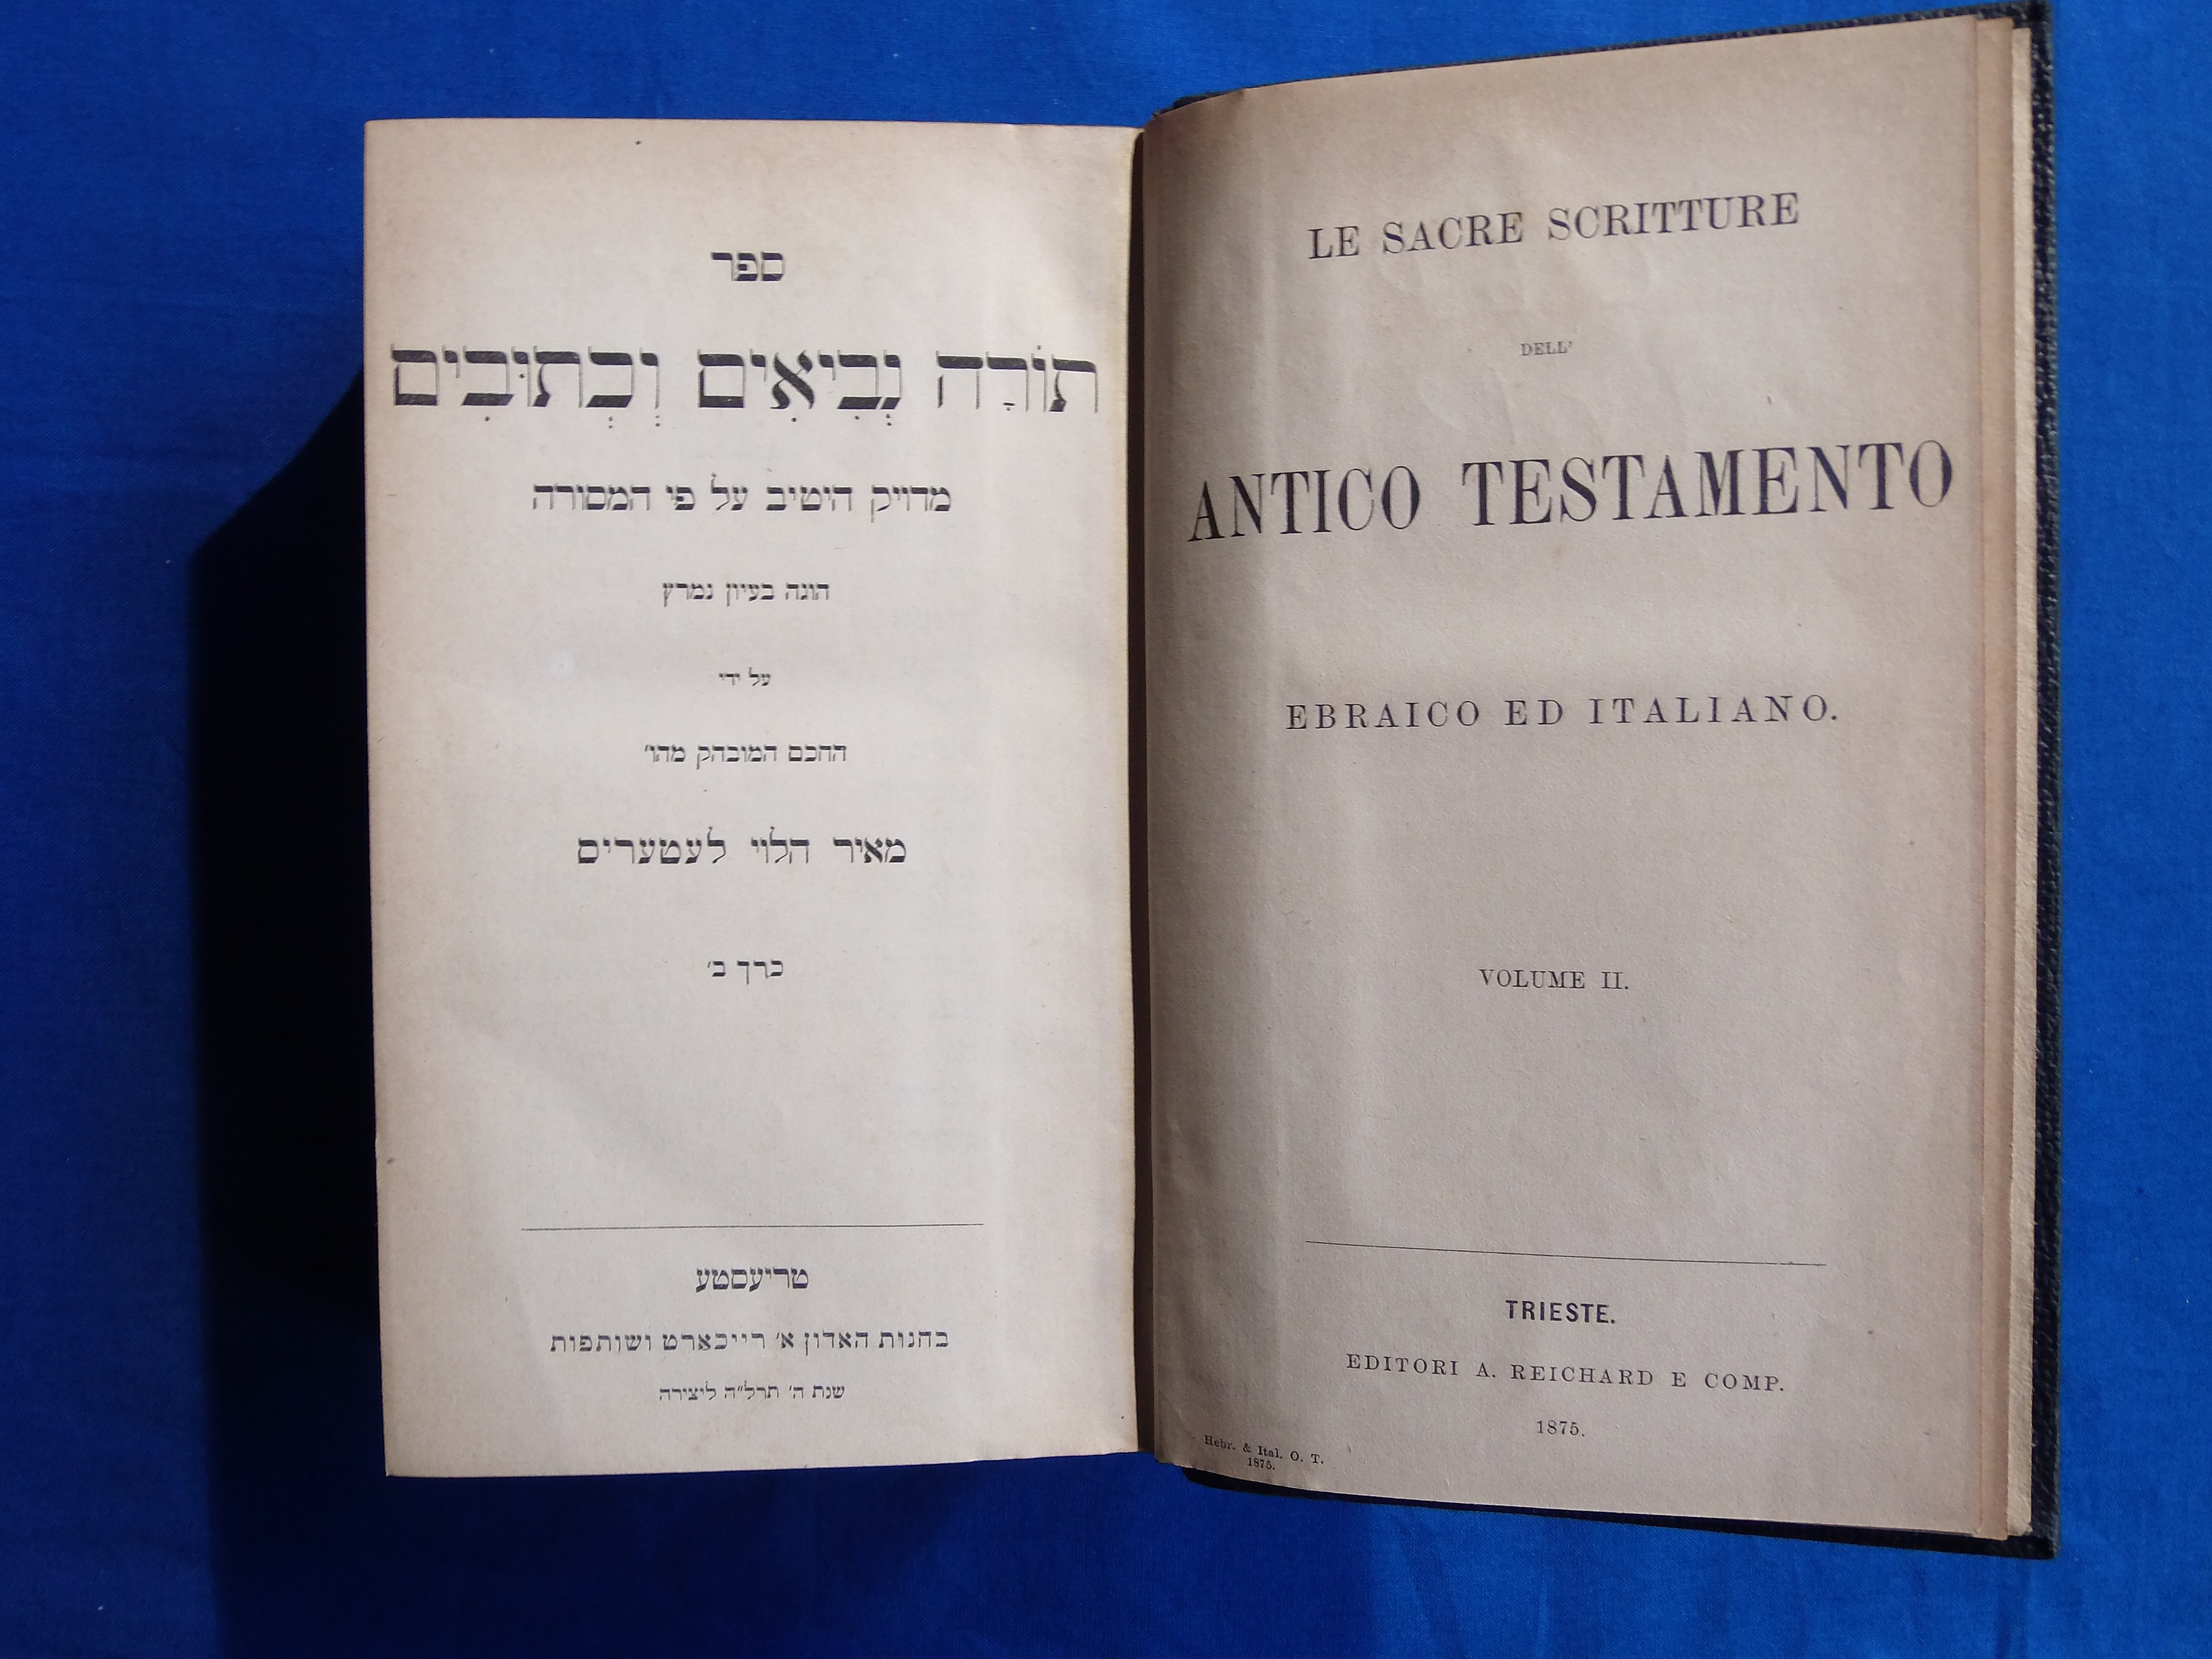 ספר
תּוֹרָה נְבִיאִים וְכְתוּבִים
מדויק היטיב על פי המסורה
הוגה בעיון נמרץ
על ידי
החכם המובהק מהו׳
מאיר הלוי לעטעריס
כרך ב׳
טריעסטע
בחנות האדון א׳ רייכארט ושותפות
שנת ה׳ תרל״ה ליצירה
LE SACRE SCRITTURE
DELL'
ANTICO TESTAMENTO
EBRAICO ED ITALIANO.
VOLUME II.
TRIESTE.
EDITORI A. REICHARD E COMP.
1875.
Hebr. & Ital. O. T.
1875.